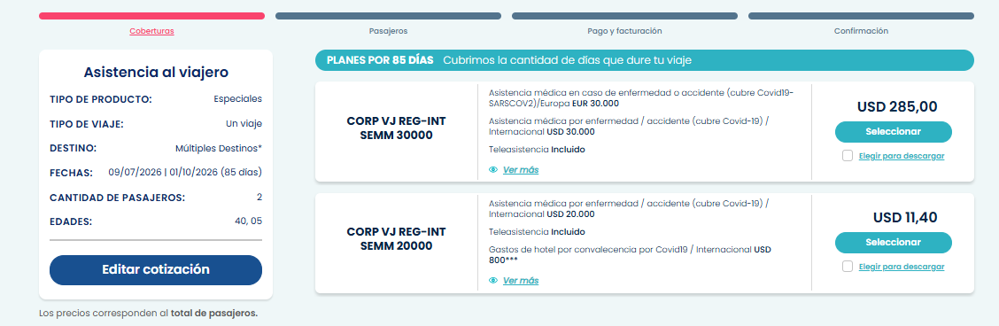 Coberturas
Pasajeros
Pago y facturación
Confirmación
Asistencia al viajero
TIPO DE PRODUCTO: Especiales
TIPO DE VIAJE: Un viaje
DESTINO: Múltiples Destinos*
FECHAS: 09/07/2026 | 01/10/2026 (85 días)
CANTIDAD DE PASAJEROS: 2
EDADES: 40, 05
Editar cotización
Los precios corresponden al total de pasajeros.
PLANES POR 85 DÍAS Cubrimos la cantidad de días que dure tu viaje
CORP VJ REG-INT
SEMM 30000
Asistencia médica en caso de enfermedad o accidente (cubre Covid19-
SARSCOV2)/Europa EUR 30.000
Asistencia médica por enfermedad / accidente (cubre Covid-19) /
Internacional USD 30.000
Teleasistencia Incluido
Ver más
USD 285,00
Seleccionar
Elegir para descargar
CORP VJ REG-INT
SEMM 20000
Asistencia médica por enfermedad / accidente (cubre Covid-19) /
Internacional USD 20.000
Teleasistencia Incluido
Gastos de hotel por convalecencia por Covid19 / Internacional USD
800***
Ver más
USD 11,40
Seleccionar
Elegir para descargar